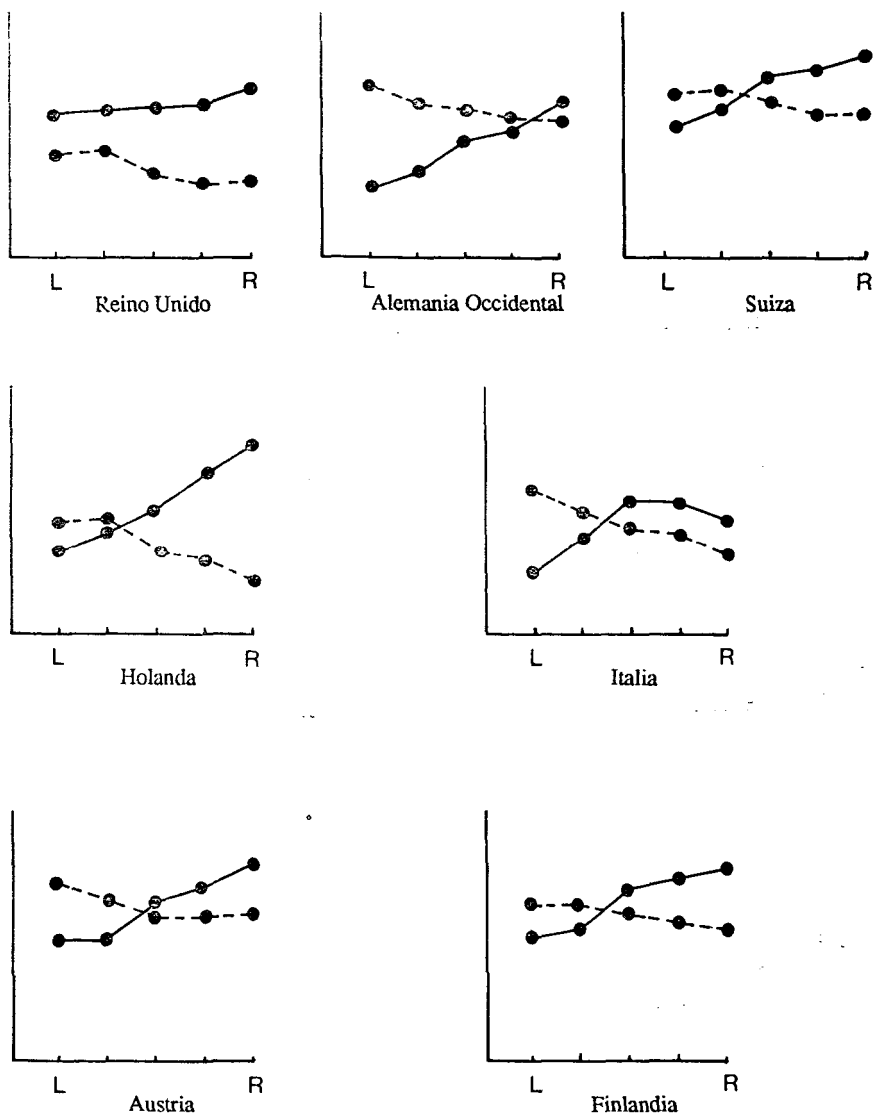 L R
Reino Unido
L R
Alemania Occidental
L R
Suiza
L R
Holanda
L R
Italia
L R
Austria
L R
Finlandia